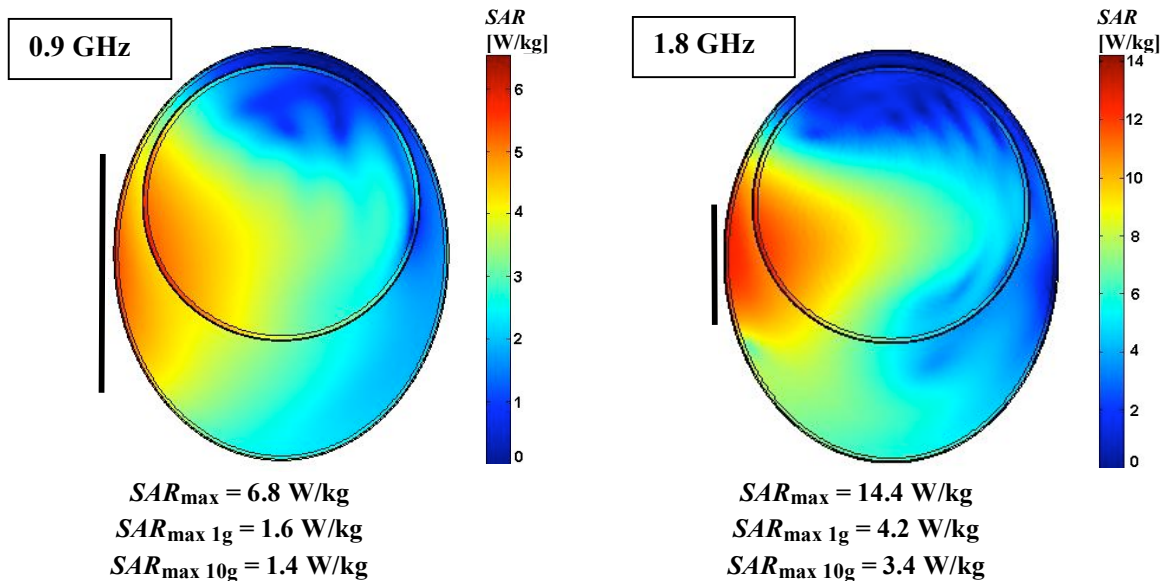 0.9 GHz
SAR
[W/kg]
6
5
4
3
2
1
0
SARmax = 6.8 W/kg
SARmax 1g = 1.6 W/kg
SARmax 10g = 1.4 W/kg
1.8 GHz
SAR
[W/kg]
14
12
10
8
6
4
2
0
SARmax = 14.4 W/kg
SARmax 1g = 4.2 W/kg
SARmax 10g = 3.4 W/kg